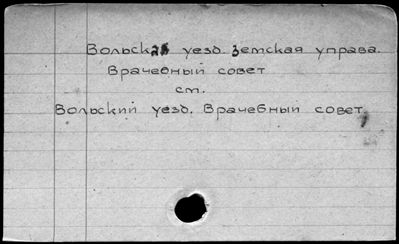 Вольская уезд. земская управа.
Врачебный совет
см.
Вольский уезд. Врачебный совет.